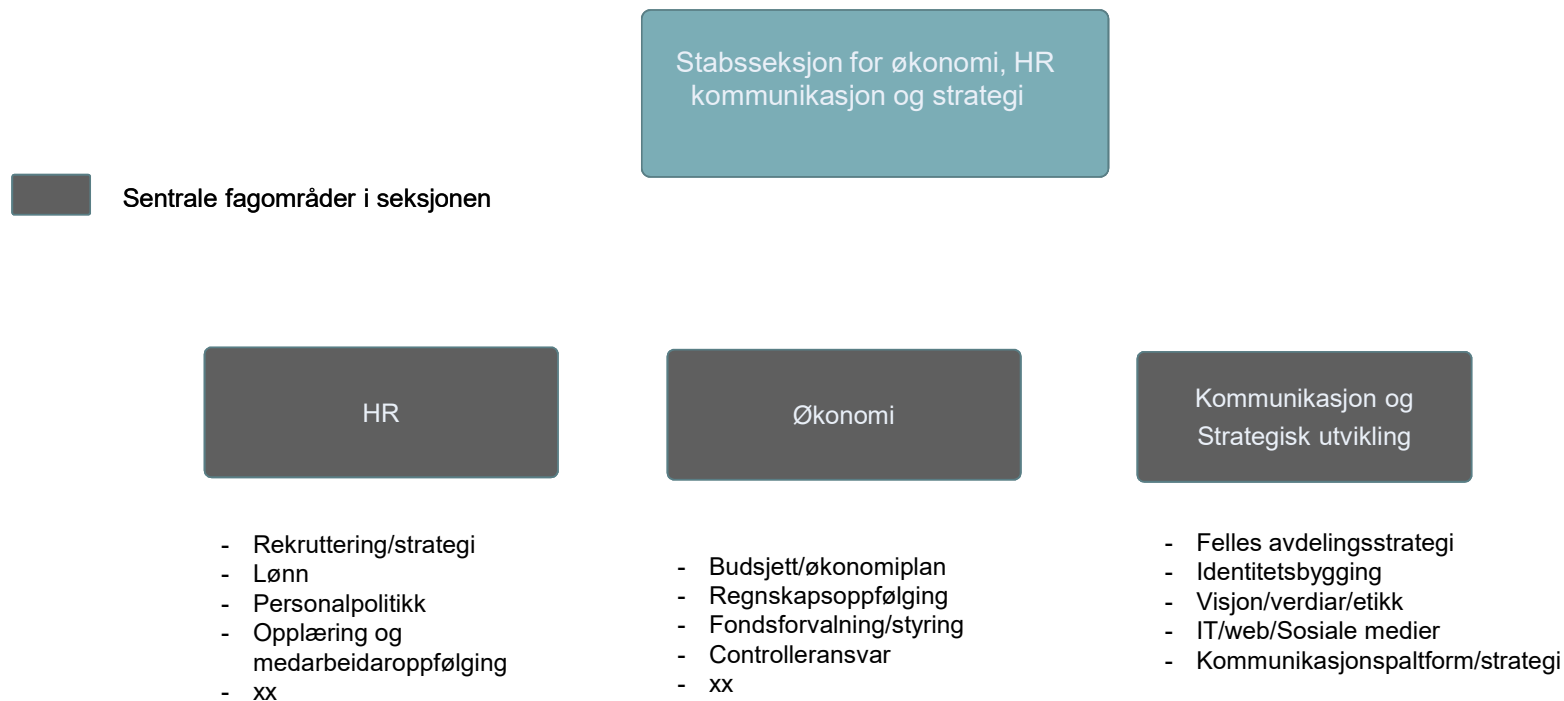 Stabsseksjon for økonomi, HR
kommunikasjon og strategi
Sentrale fagområder i seksjonen
HR
- Rekruttering/strategi
- Lønn
- Personalpolitikk
- Opplæring og
medarbeidaroppfølging
- xx
Økonomi
- Budsjett/økonomiplan
- Regnskapsoppfølging
- Fondsforvalning/styring
- Controlleransvar
- xx
Kommunikasjon og
Strategisk utvikling
- Felles avdelingsstrategi
- Identitetsbygging
- Visjon/verdiar/etikk
- IT/web/Sosiale medier
- Kommunikasjonspaltform/strategi